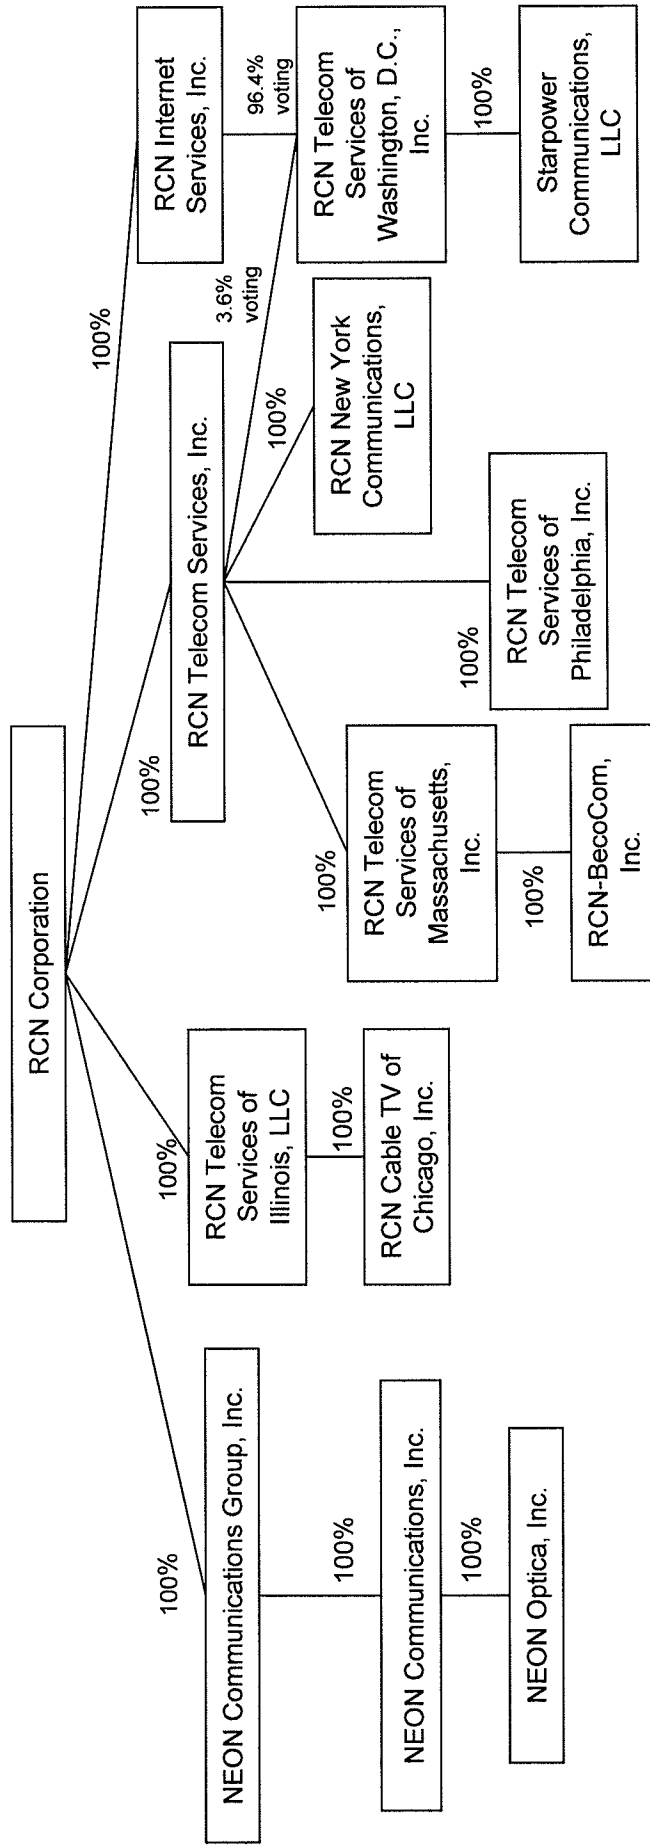 RCN Corporation
100%
NEON Communications Group, Inc.
100%
NEON Communications, Inc.
100%
NEON Optica, Inc.
100%
RCN Telecom
Services of
Illinois, LLC
100%
RCN Cable TV of
Chicago, Inc.
100%
RCN Telecom Services, Inc.
100%
RCN Telecom
Services of
Massachusetts,
Inc.
100%
RCN-BecoCom,
Inc.
100%
RCN Telecom
Services of
Philadelphia, Inc.
100%
RCN New York
Communications,
LLC
3.6%
voting
100%
RCN Internet
Services, Inc.
96.4%
voting
RCN Telecom
Services of
Washington, D.C.,
Inc.
100%
Starpower
Communications,
LLC